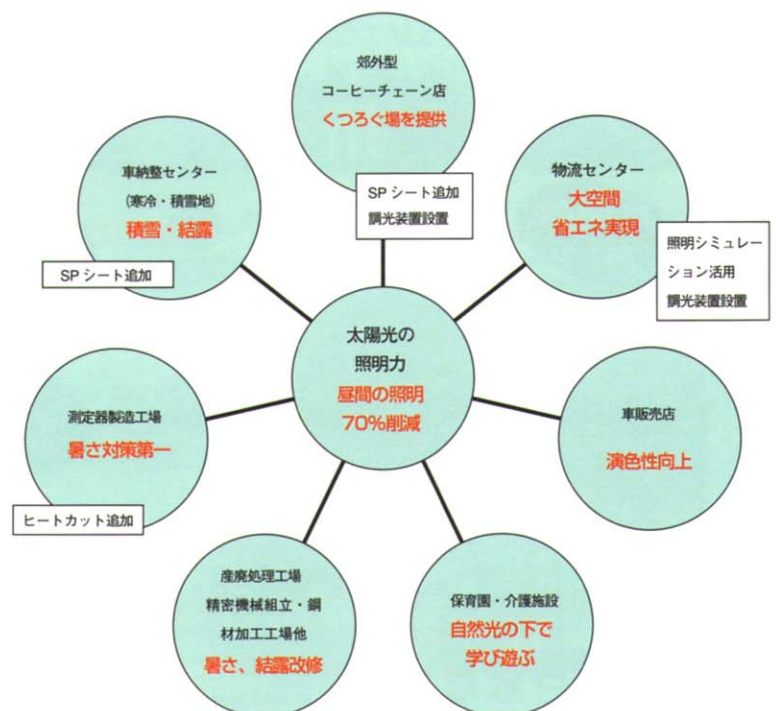 郊外型
コーヒーチェーン店
くつろぐ場を提供
SPシート追加
調光装置設置
物流センター
大空間
省エネ実現
照明シミュレー
ション活用
調光装置設置
車納整センター
(寒冷・積雪地)
積雪・結露
SPシート追加
太陽光の
照明力
昼間の照明
70%削減
車販売店
演色性向上
測定器製造工場
暑さ対策第一
ヒートカット追加
産廃処理工場
精密機械組立・鋼
材加工工場他
暑さ、結露改修
保育園・介護施設
自然光の下で
学び遊ぶ